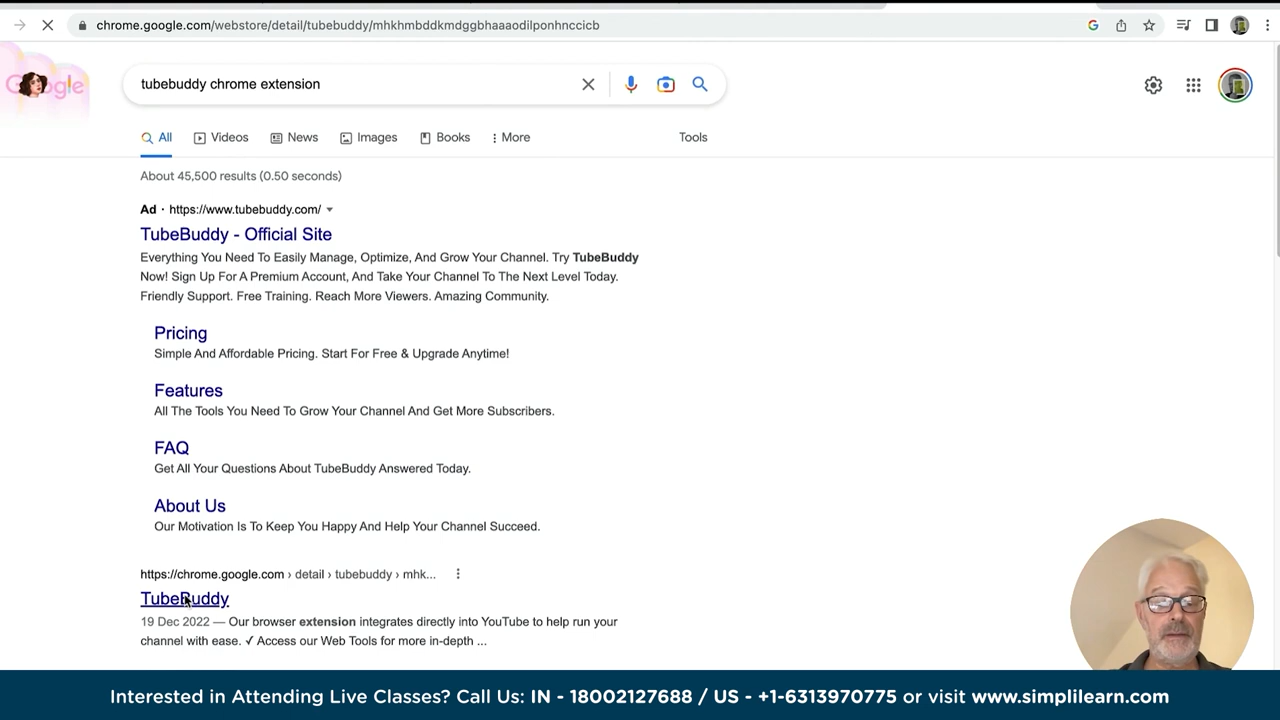 chrome.google.com/webstore/detail/tubebuddy/mhkhmbddkmdggbhaaaodilponhnccicb
Google
tubebuddy chrome extension
All Videos News Images Books More Tools
About 45,500 results (0.50 seconds)
Ad · https://www.tubebuddy.com/
TubeBuddy - Official Site
Everything You Need To Easily Manage, Optimize, And Grow Your Channel. Try TubeBuddy
Now! Sign Up For A Premium Account, And Take Your Channel To The Next Level Today.
Friendly Support. Free Training. Reach More Viewers. Amazing Community.
Pricing
Simple And Affordable Pricing. Start For Free & Upgrade Anytime!
Features
All The Tools You Need To Grow Your Channel And Get More Subscribers.
FAQ
Get All Your Questions About TubeBuddy Answered Today.
About Us
Our Motivation Is To Keep You Happy And Help Your Channel Succeed.
https://chrome.google.com › detail › tubebuddy › mhk...
TubeBuddy
19 Dec 2022 — Our browser extension integrates directly into YouTube to help run your
channel with ease. ✓ Access our Web Tools for more in-depth ...
Interested in Attending Live Classes? Call Us: IN - 18002127688 / US - +1-6313970775 or visit www.simplilearn.com